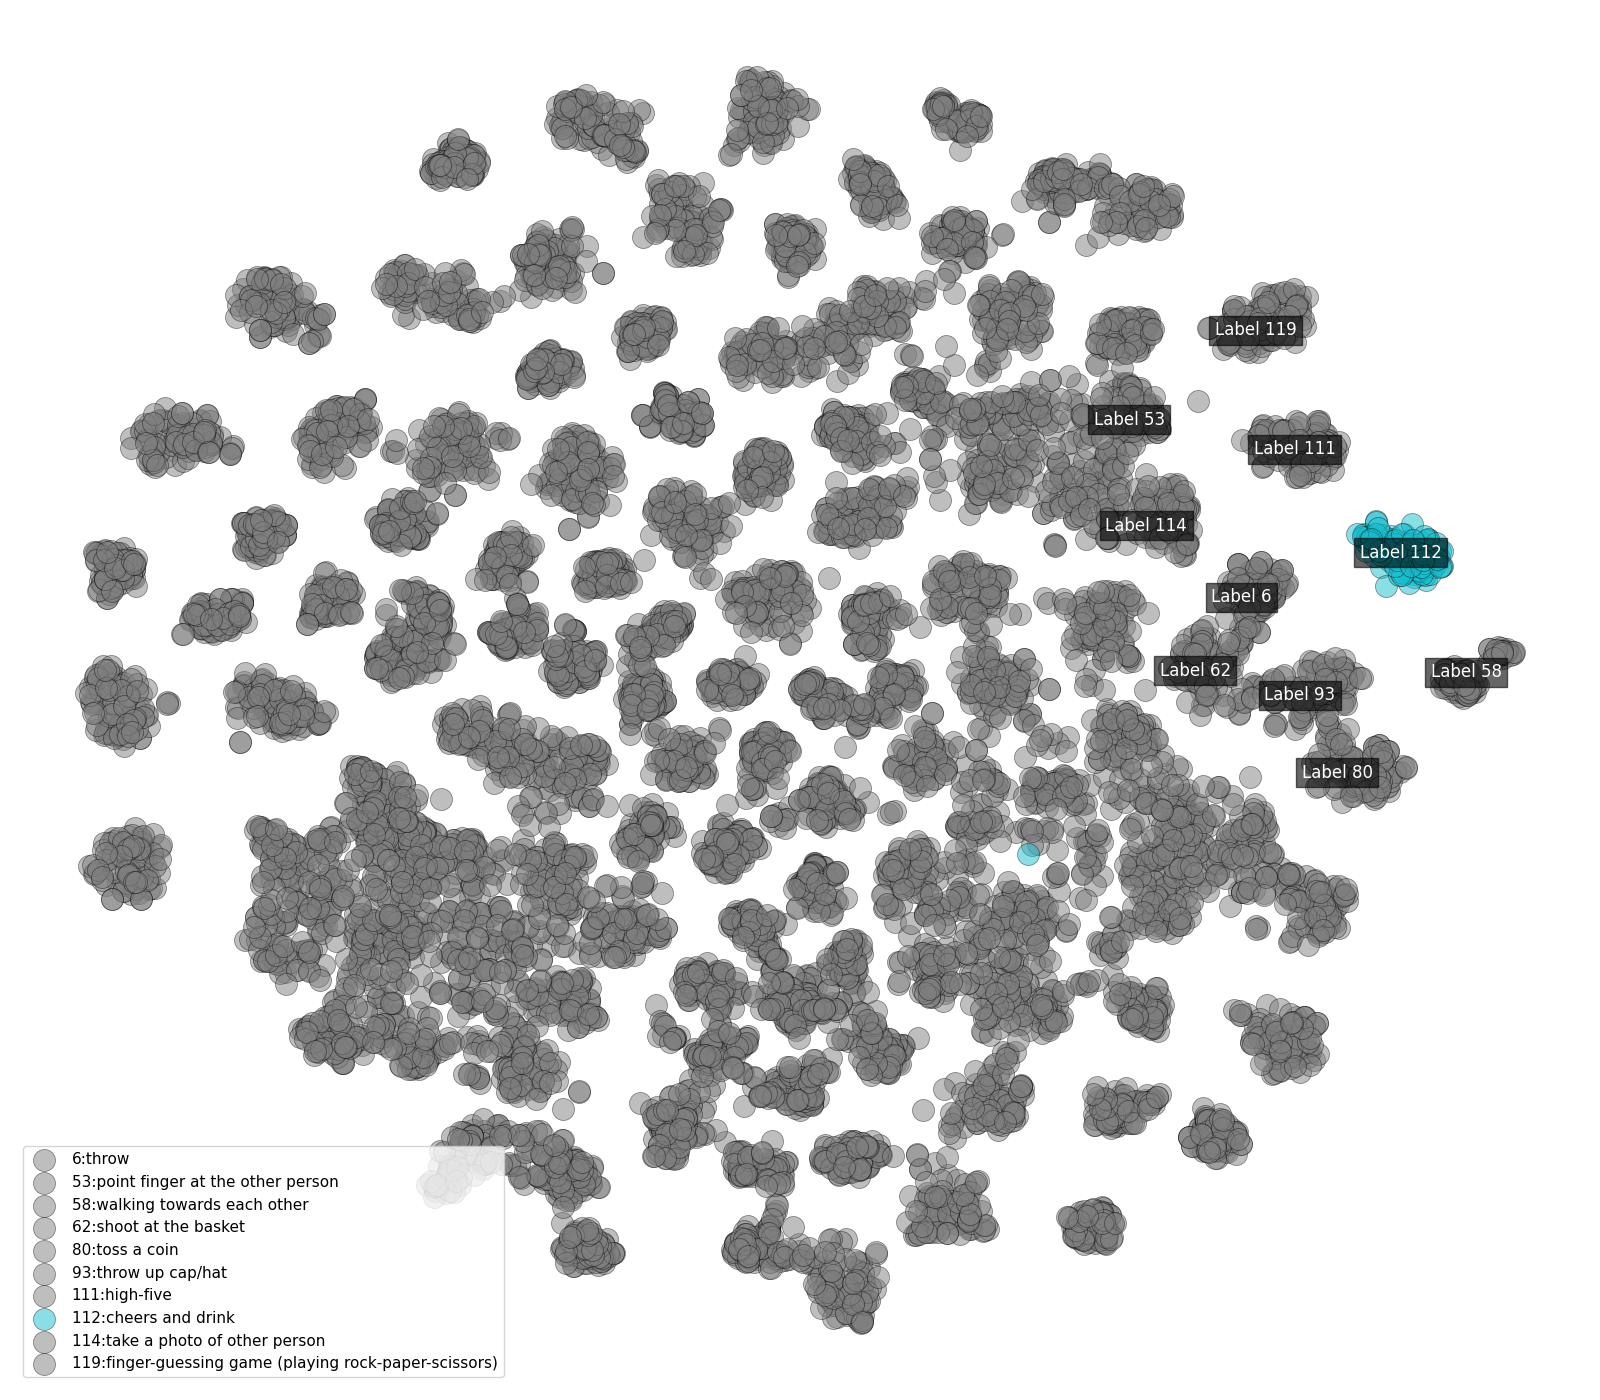 Label 119
Label 53
Label 111
Label 114
Label 112
Label 6
Label 62
Label 58
Label 93
Label 80
6:throw
53:point finger at the other person
58:walking towards each other
62:shoot at the basket
80:toss a coin
93:throw up cap/hat
111:high-five
112:cheers and drink
114:take a photo of other person
119:finger-guessing game (playing rock-paper-scissors)